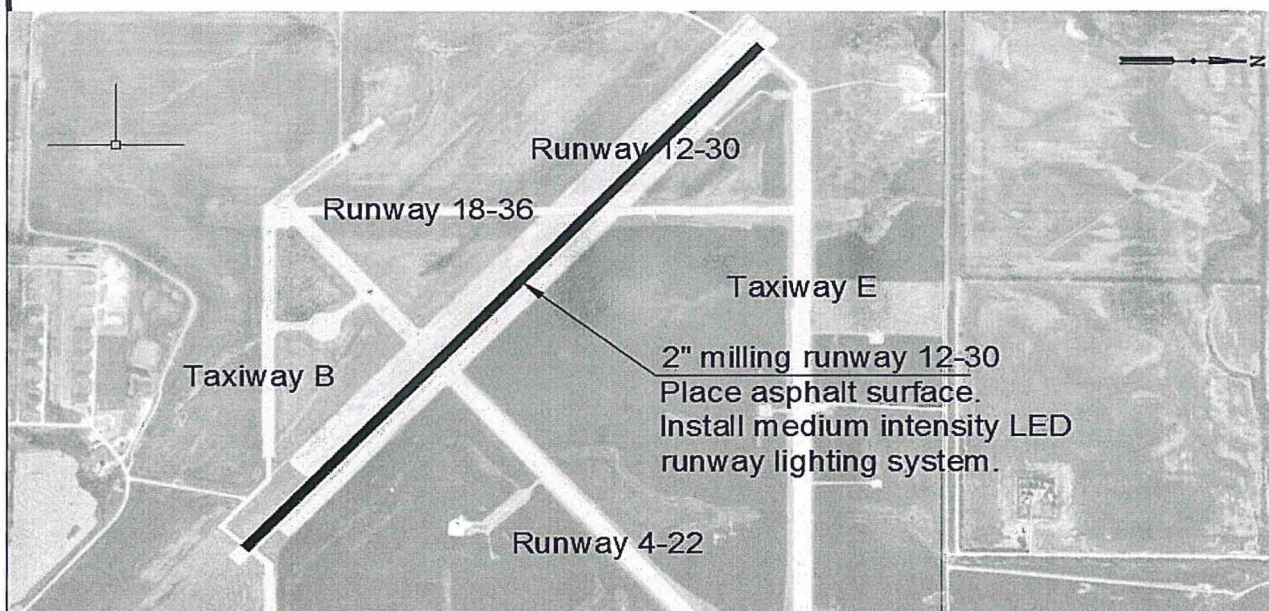 N
Runway 12-30
Runway 18-36
Taxiway E
Taxiway B
2" milling runway 12-30
Place asphalt surface.
Install medium intensity LED
runway lighting system.
Runway 4-22